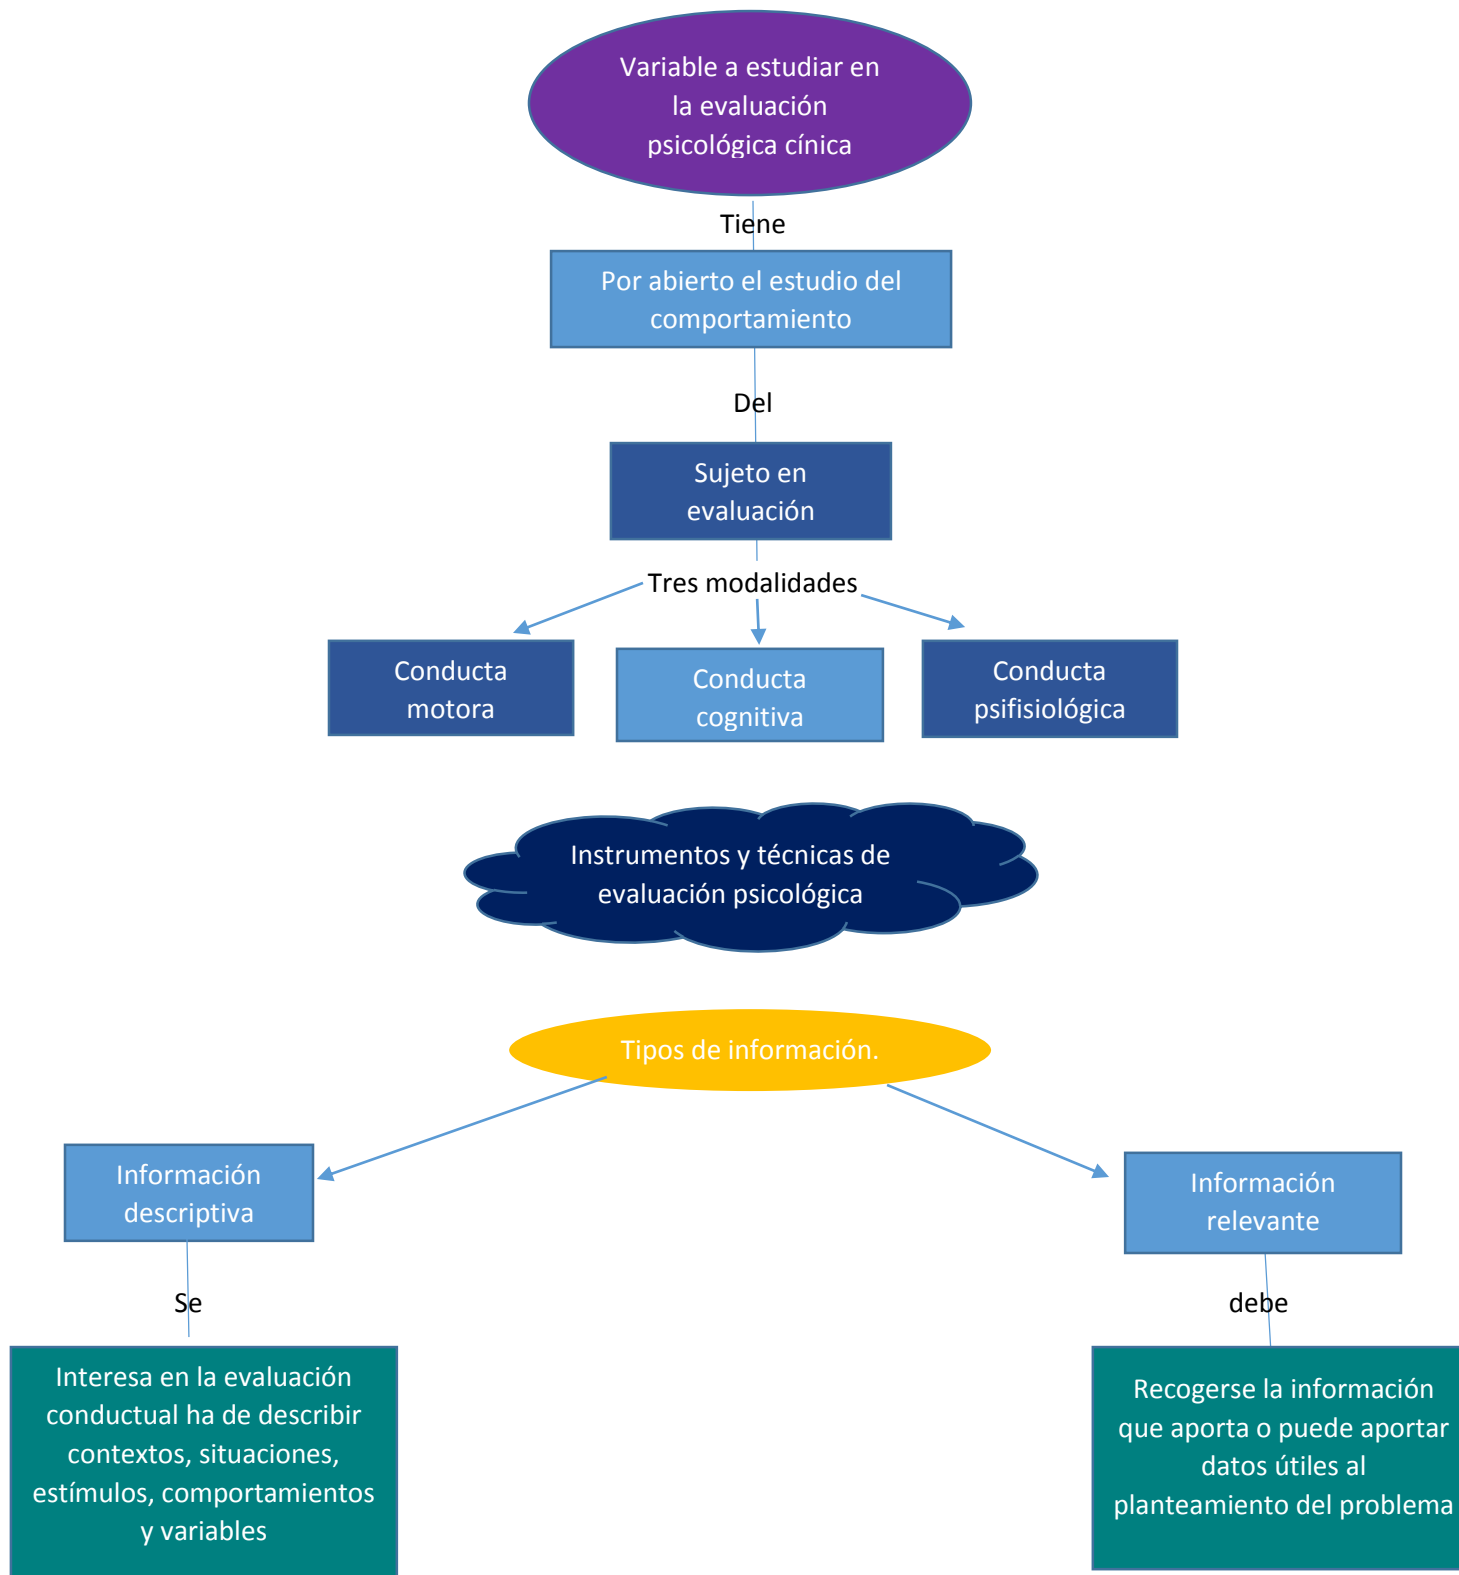 Variable a estudiar en
la evaluación
psicológica cínica
Tiene
Por abierto el estudio del
comportamiento
Del
Sujeto en
evaluación
Tres modalidades
Conducta
motora
Conducta
cognitiva
Conducta
psifisiológica
Instrumentos y técnicas de
evaluación psicológica
Tipos de información.
Información
descriptiva
Información
relevante
Se
debe
Interesa en la evaluación
conductual ha de describir
contextos, situaciones,
estímulos, comportamientos
y variables
Recogerse la información
que aporta o puede aportar
datos útiles al
planteamiento del problema